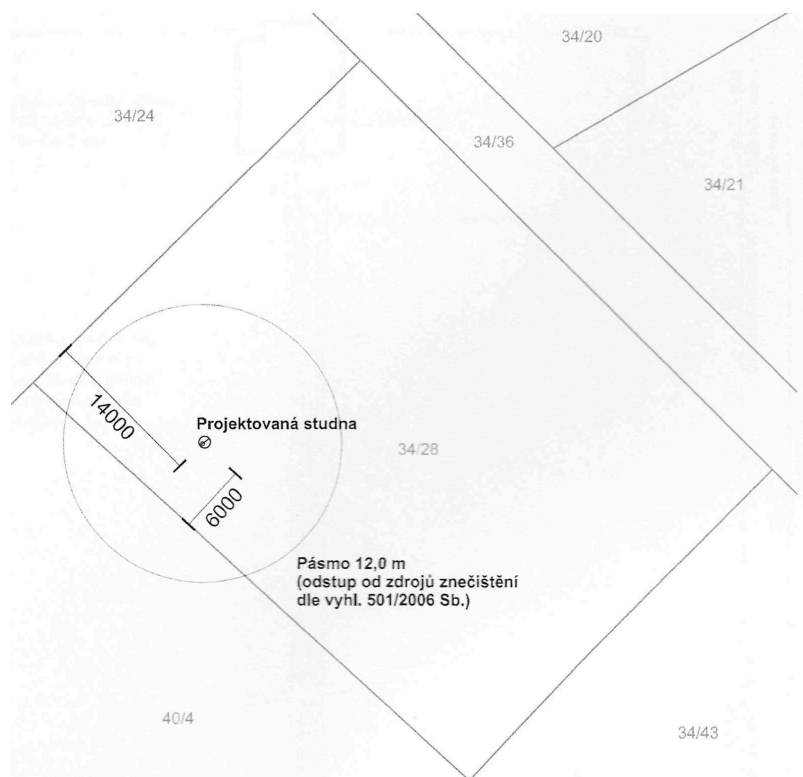 34/20
34/24
34/36
34/21
14000
Projektovaná studna
34/28
6000
Pásmo 12,0 m
(odstup od zdrojů znečištění
dle vyhl. 501/2006 Sb.)
40/4
34/43